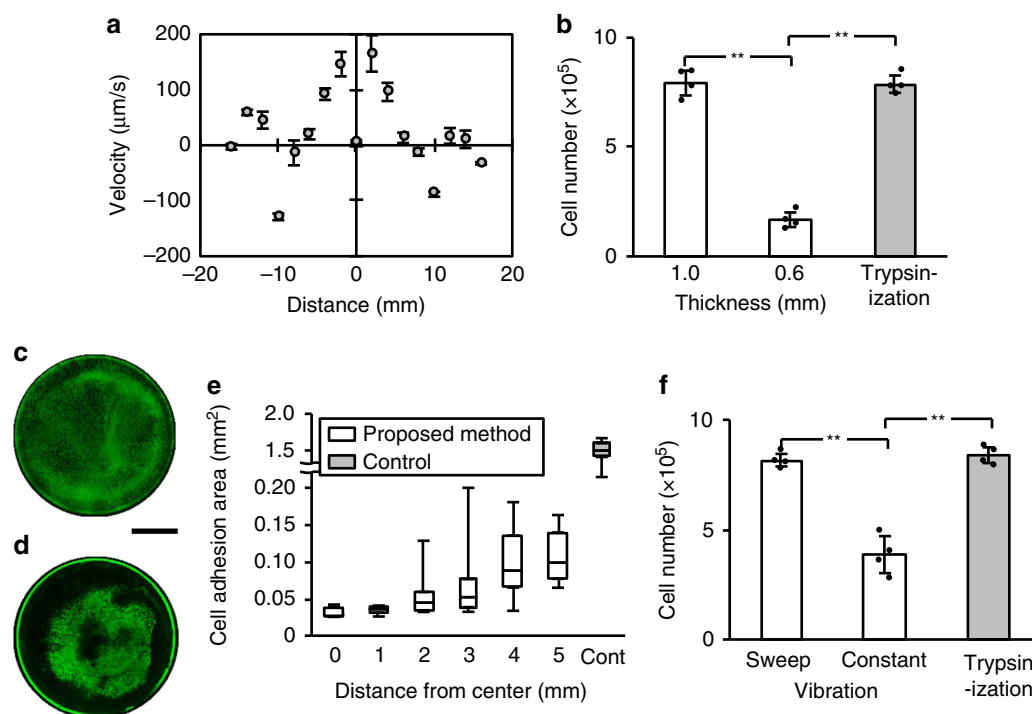 a
200
100
0
−100
−200
Velocity (μm/s)
−20
−10
0
10
20
Distance (mm)
b
10
5
0
Cell number (×10⁵)
**
**
1.0
0.6
Trypsin-
ization
Thickness (mm)
c
d
e
2.0
1.5
0.20
0.15
0.10
0.05
0
Cell adhesion area (mm²)
Proposed method
Control
0
1
2
3
4
5
Cont
Distance from center (mm)
f
10
5
0
Cell number (×10⁵)
**
**
Sweep
Constant
Trypsin
-ization
Vibration